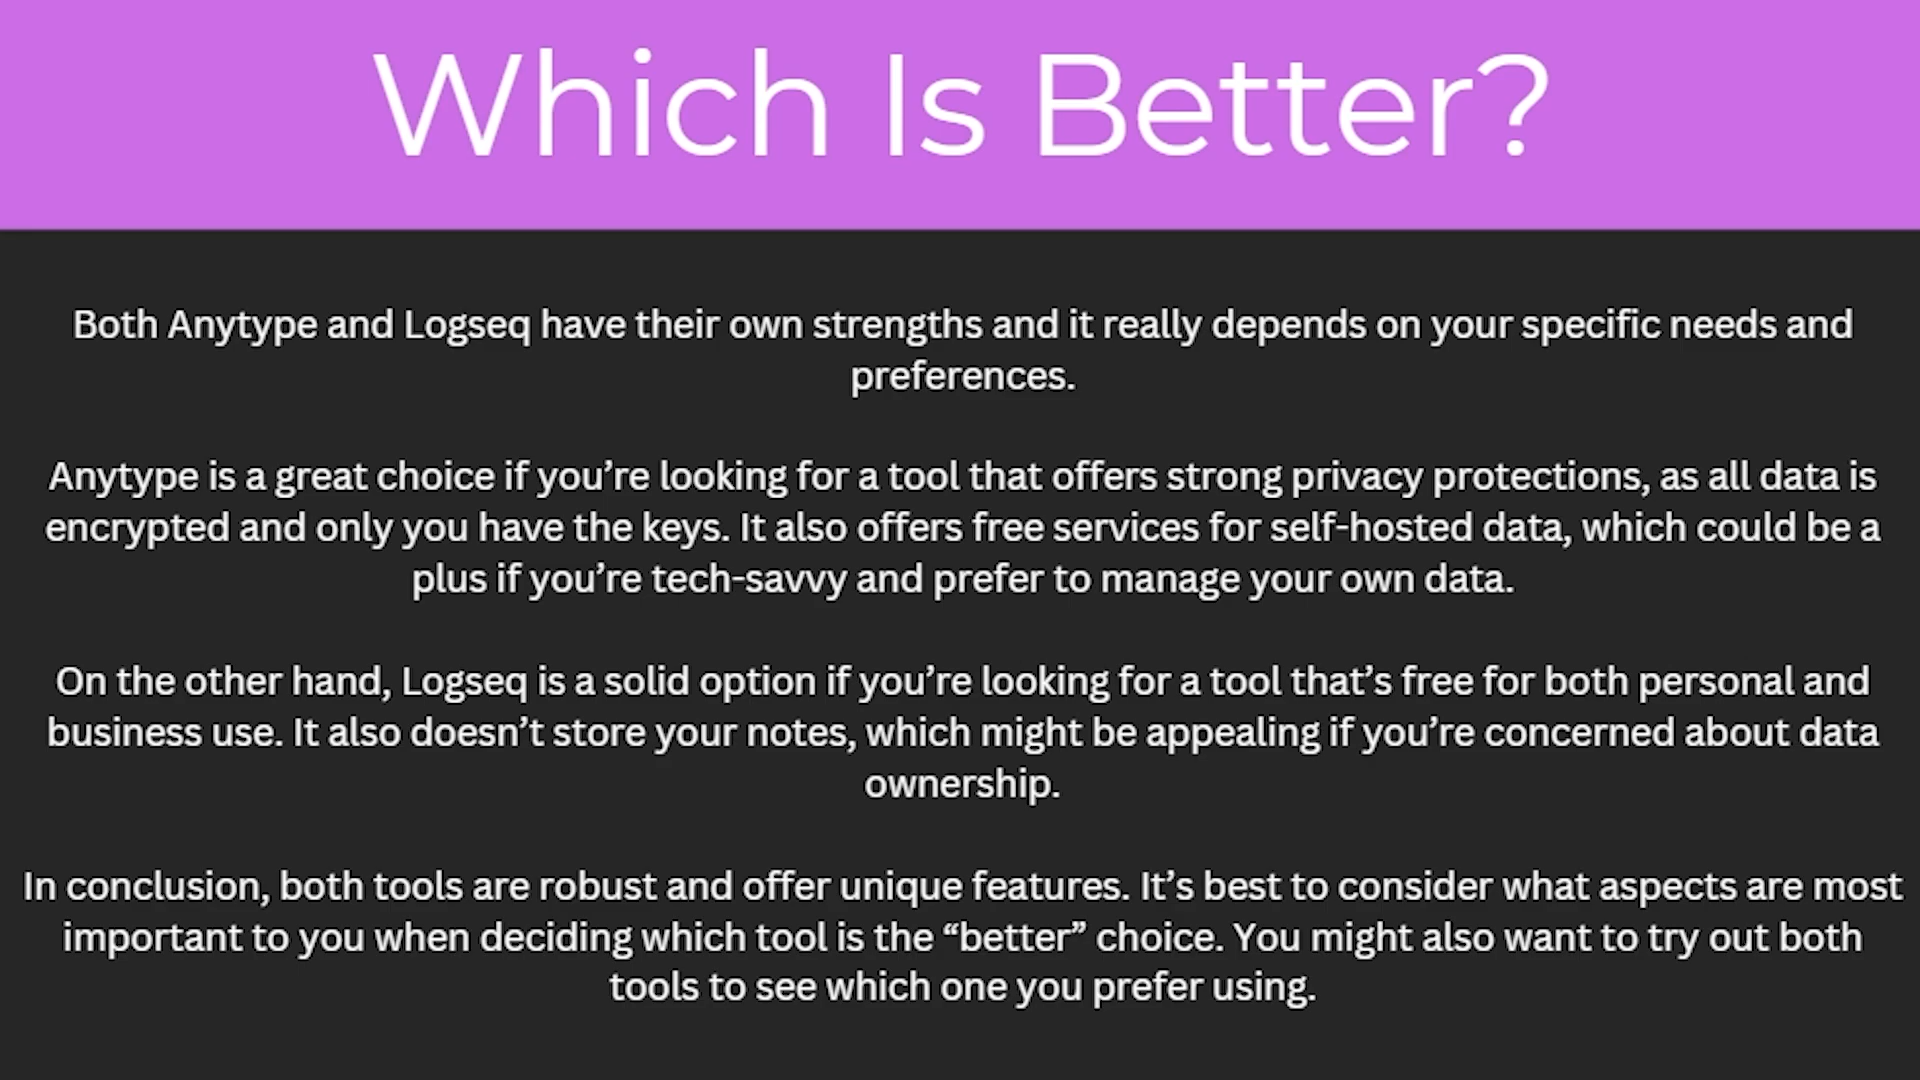 Which Is Better?
Both Anytype and Logseq have their own strengths and it really depends on your specific needs and
preferences.
Anytype is a great choice if you’re looking for a tool that offers strong privacy protections, as all data is
encrypted and only you have the keys. It also offers free services for self-hosted data, which could be a
plus if you’re tech-savvy and prefer to manage your own data.
On the other hand, Logseq is a solid option if you’re looking for a tool that’s free for both personal and
business use. It also doesn’t store your notes, which might be appealing if you’re concerned about data
ownership.
In conclusion, both tools are robust and offer unique features. It’s best to consider what aspects are most
important to you when deciding which tool is the “better” choice. You might also want to try out both
tools to see which one you prefer using.